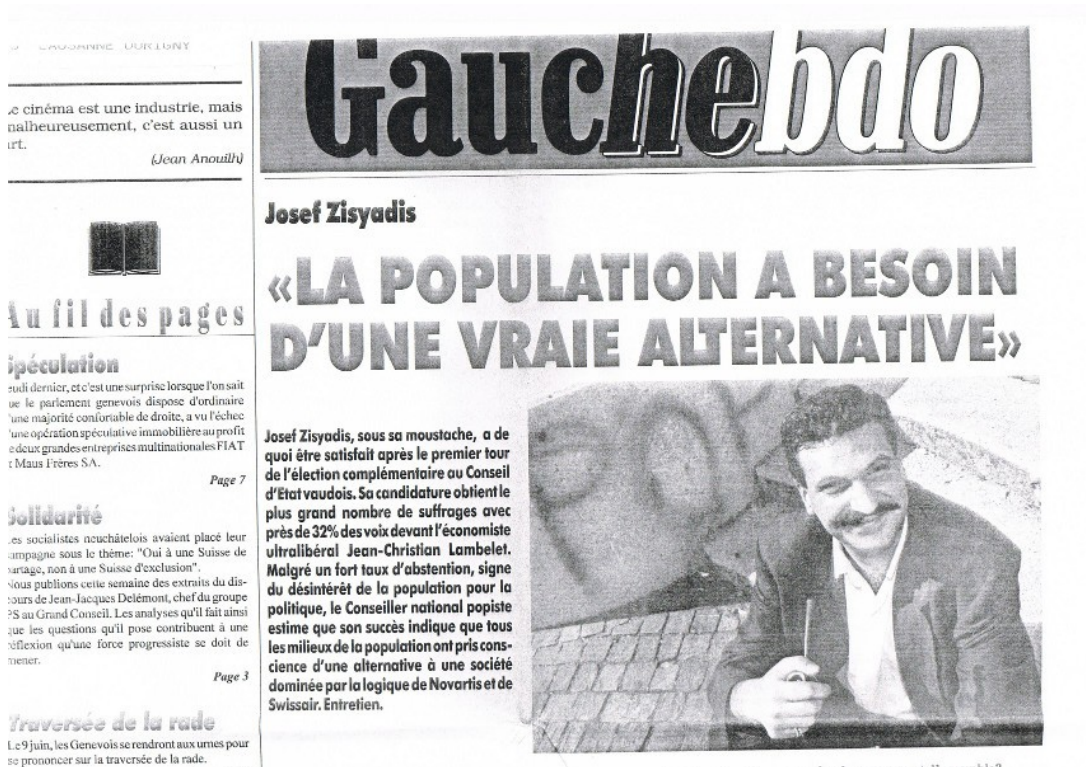 LAUSANNE
Le cinéma est une industrie, mais
malheureusement, c'est aussi un
art.
(Jean Anouilh)
Au fil des pages
Spéculation
eudi dernier, et c'est une surprise lorsque l'on sait
ue le parlement genevois dispose d'ordinaire
'une majorité confortable de droite, a vu l'échec
'une opération spéculative immobilière au profit
e deux grandes entreprises multinationales FIAT
t Maus Frères SA.
Page 7
Solidarité
Les socialistes neuchâtelois avaient placé leur
ampagne sous le thème: "Oui à une Suisse de
artage, non à une Suisse d'exclusion".
Nous publions cette semaine des extraits du dis-
ours de Jean-Jacques Delémont, chef du groupe
PS au Grand Conseil. Les analyses qu'il fait ainsi
que les questions qu'il pose contribuent à une
réflexion qu'une force progressiste se doit de
mener.
Page 3
Traversée de la rade
Le 9 juin, les Genevois se rendront aux urnes pour
se prononcer sur la traversée de la rade.
Gauchebdo
Josef Zisyadis
«LA POPULATION A BESOIN
D'UNE VRAIE ALTERNATIVE»
Josef Zisyadis, sous sa moustache, a de
quoi être satisfait après le premier tour
de l'élection complémentaire au Conseil
d'Etat vaudois. Sa candidature obtient le
plus grand nombre de suffrages avec
près de 32% des voix devant l'économiste
ultralibéral Jean-Christian Lambelet.
Malgré un fort taux d'abstention, signe
du désintérêt de la population pour la
politique, le Conseiller national popiste
estime que son succès indique que tous
les milieux de la population ont pris cons-
cience d'une alternative à une société
dominée par la logique de Novartis et de
Swissair. Entretien.